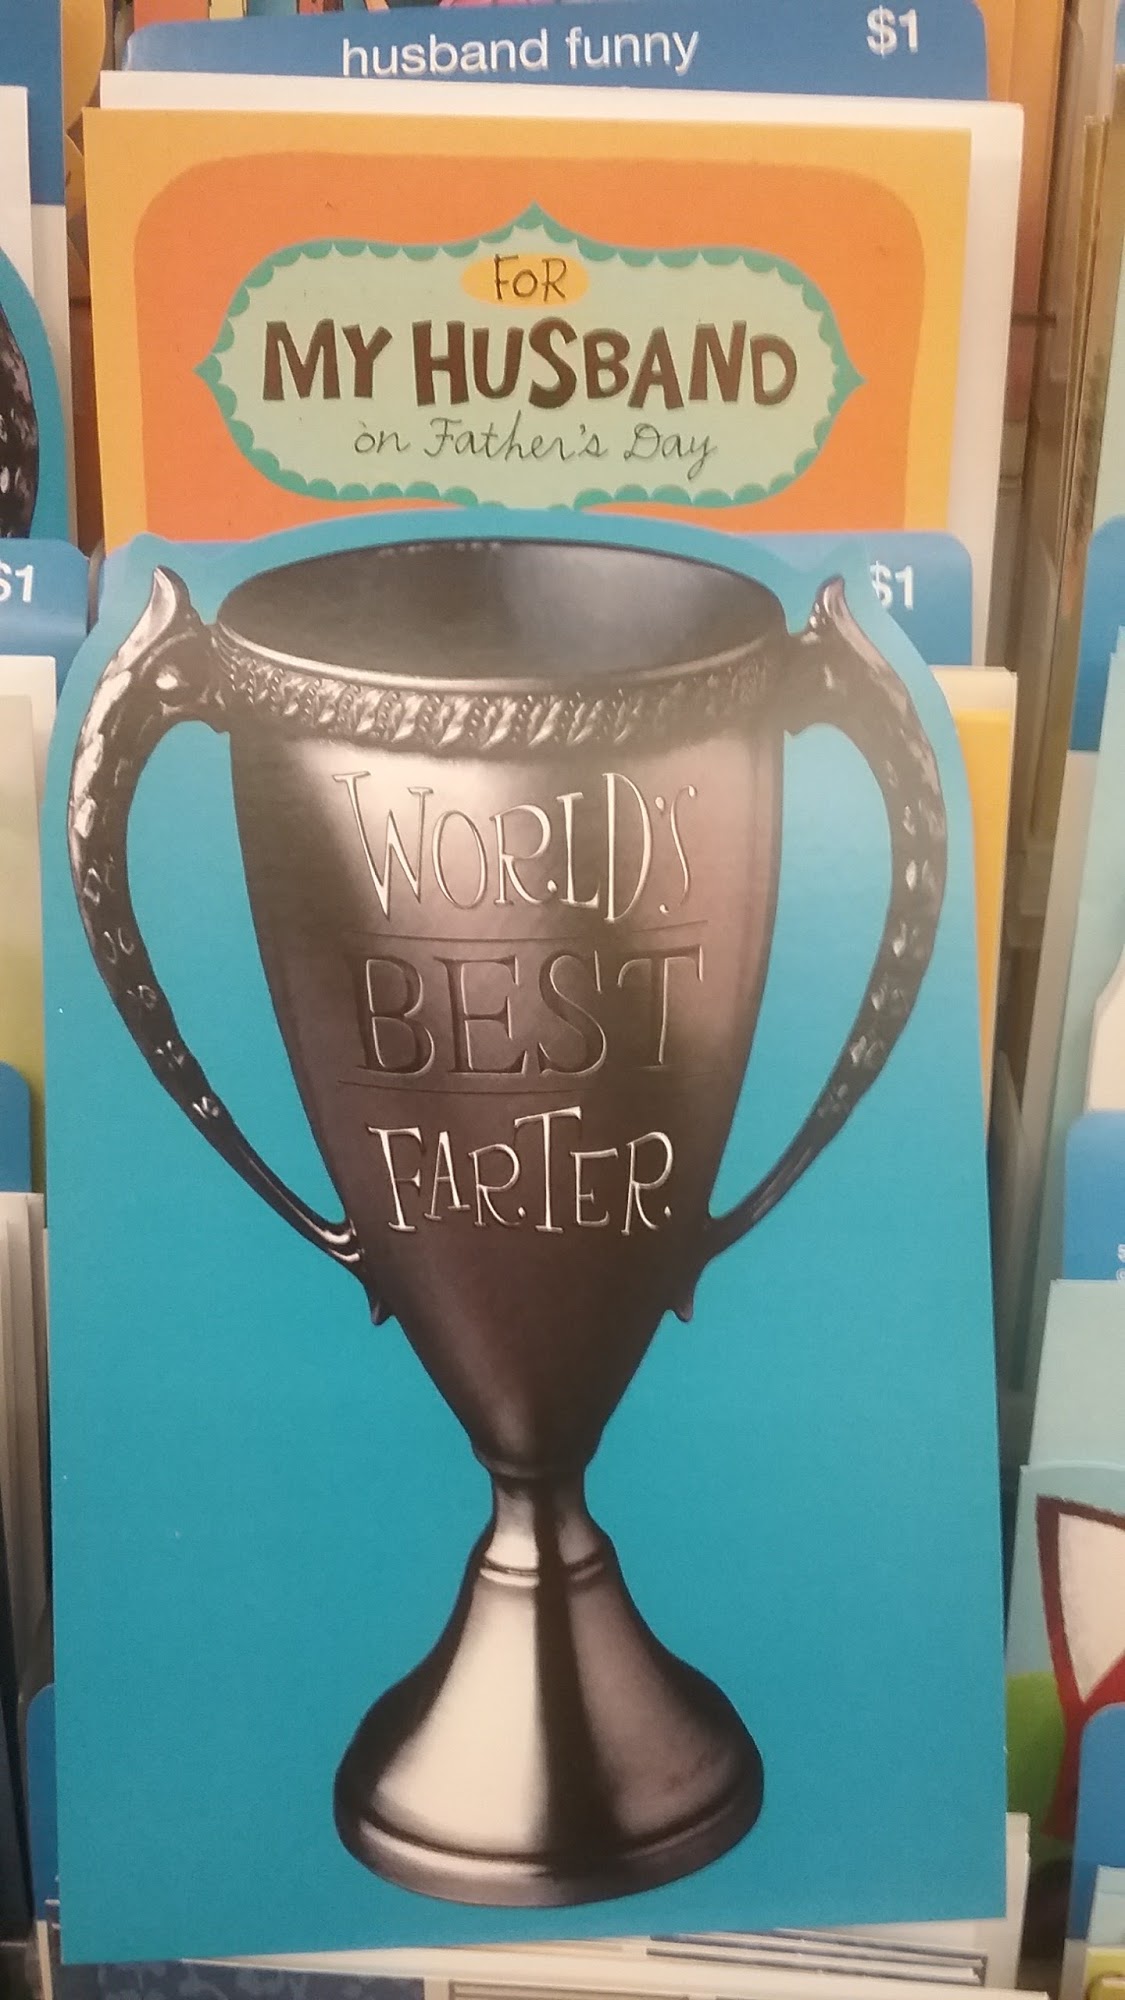 husband funny $1
FOR
MY HUSBAND
on Father's Day
$1
$1
WORLD'S
BEST
FARTER.